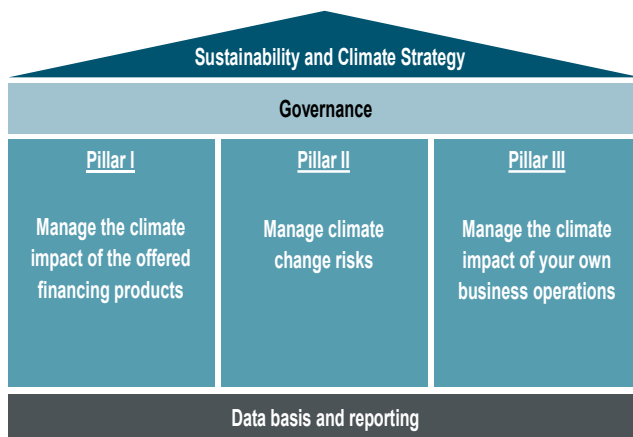 Sustainability and Climate Strategy
Governance
Pillar I
Manage the climate
impact of the offered
financing products
Pillar II
Manage climate
change risks
Pillar III
Manage the climate
impact of your own
business operations
Data basis and reporting